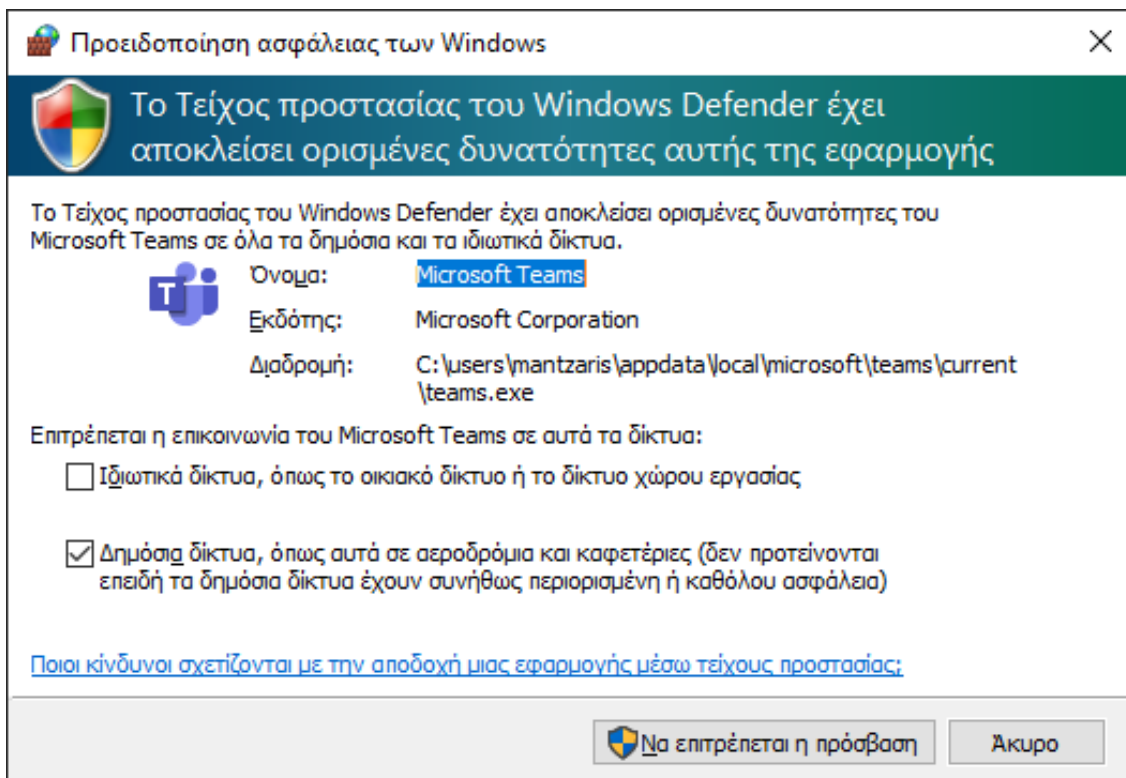 Προειδοποίηση ασφάλειας των Windows
Το Τείχος προστασίας του Windows Defender έχει
αποκλείσει ορισμένες δυνατότητες αυτής της εφαρμογής
Το Τείχος προστασίας του Windows Defender έχει αποκλείσει ορισμένες δυνατότητες του
Microsoft Teams σε όλα τα δημόσια και τα ιδιωτικά δίκτυα.
T
Όνομα: Microsoft Teams
Εκδότης: Microsoft Corporation
Διαδρομή: C:\users\mantzaris\appdata\local\microsoft\teams\current
\teams.exe
Επιτρέπεται η επικοινωνία του Microsoft Teams σε αυτά τα δίκτυα:
Ιδιωτικά δίκτυα, όπως το οικιακό δίκτυο ή το δίκτυο χώρου εργασίας
Δημόσια δίκτυα, όπως αυτά σε αεροδρόμια και καφετέριες (δεν προτείνονται
επειδή τα δημόσια δίκτυα έχουν συνήθως περιορισμένη ή καθόλου ασφάλεια)
Ποιοι κίνδυνοι σχετίζονται με την αποδοχή μιας εφαρμογής μέσω τείχους προστασίας;
Να επιτρέπεται η πρόσβαση Άκυρο